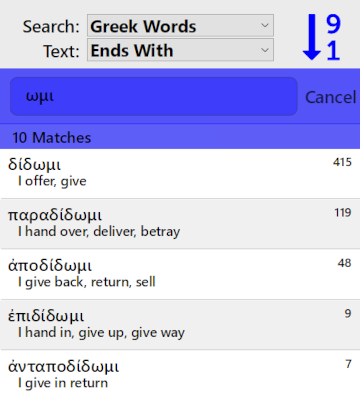 Search: Greek Words
Text: Ends With
9
1
ωμι
Cancel
10 Matches
δίδωμι 415
I offer, give
παραδίδωμι 119
I hand over, deliver, betray
ἀποδίδωμι 48
I give back, return, sell
ἐπιδίδωμι 9
I hand in, give up, give way
ἀνταποδίδωμι 7
I give in return